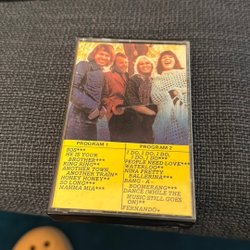 PROGRAM 1
SOS***
HE IS YOUR
BROTHER***
RING RING**
ANOTHER TOWN
ANOTHER TRAIN*
HONEY HONEY**
SO LONG***
MAMMA MIA***
PROGRAM 2
I DO, I DO, I DO
I DO, I DO***
PEOPLE NEED LOVE**
WATERLOO**
NINA PRETTY
BALLERINA**
BANG - A
BOOMERANG***
DANCE (WHILE THE
MUSIC STILL GOES
ON)**
FERNANDO*